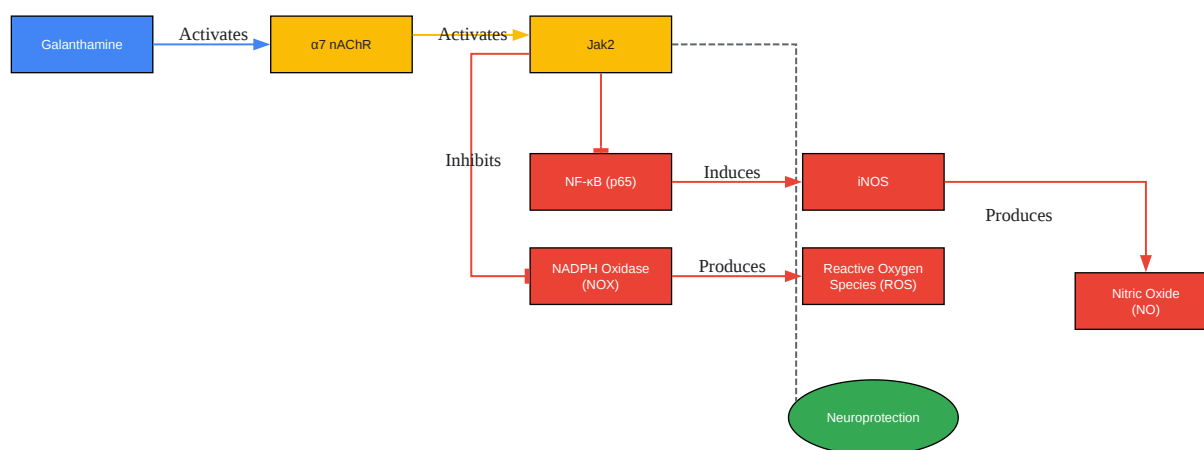 Galanthamine
Activates
α7 nAChR
Activates
Jak2
Inhibits
NF-κB (p65)
Induces
iNOS
Produces
NADPH Oxidase
(NOX)
Produces
Reactive Oxygen
Species (ROS)
Nitric Oxide
(NO)
Neuroprotection